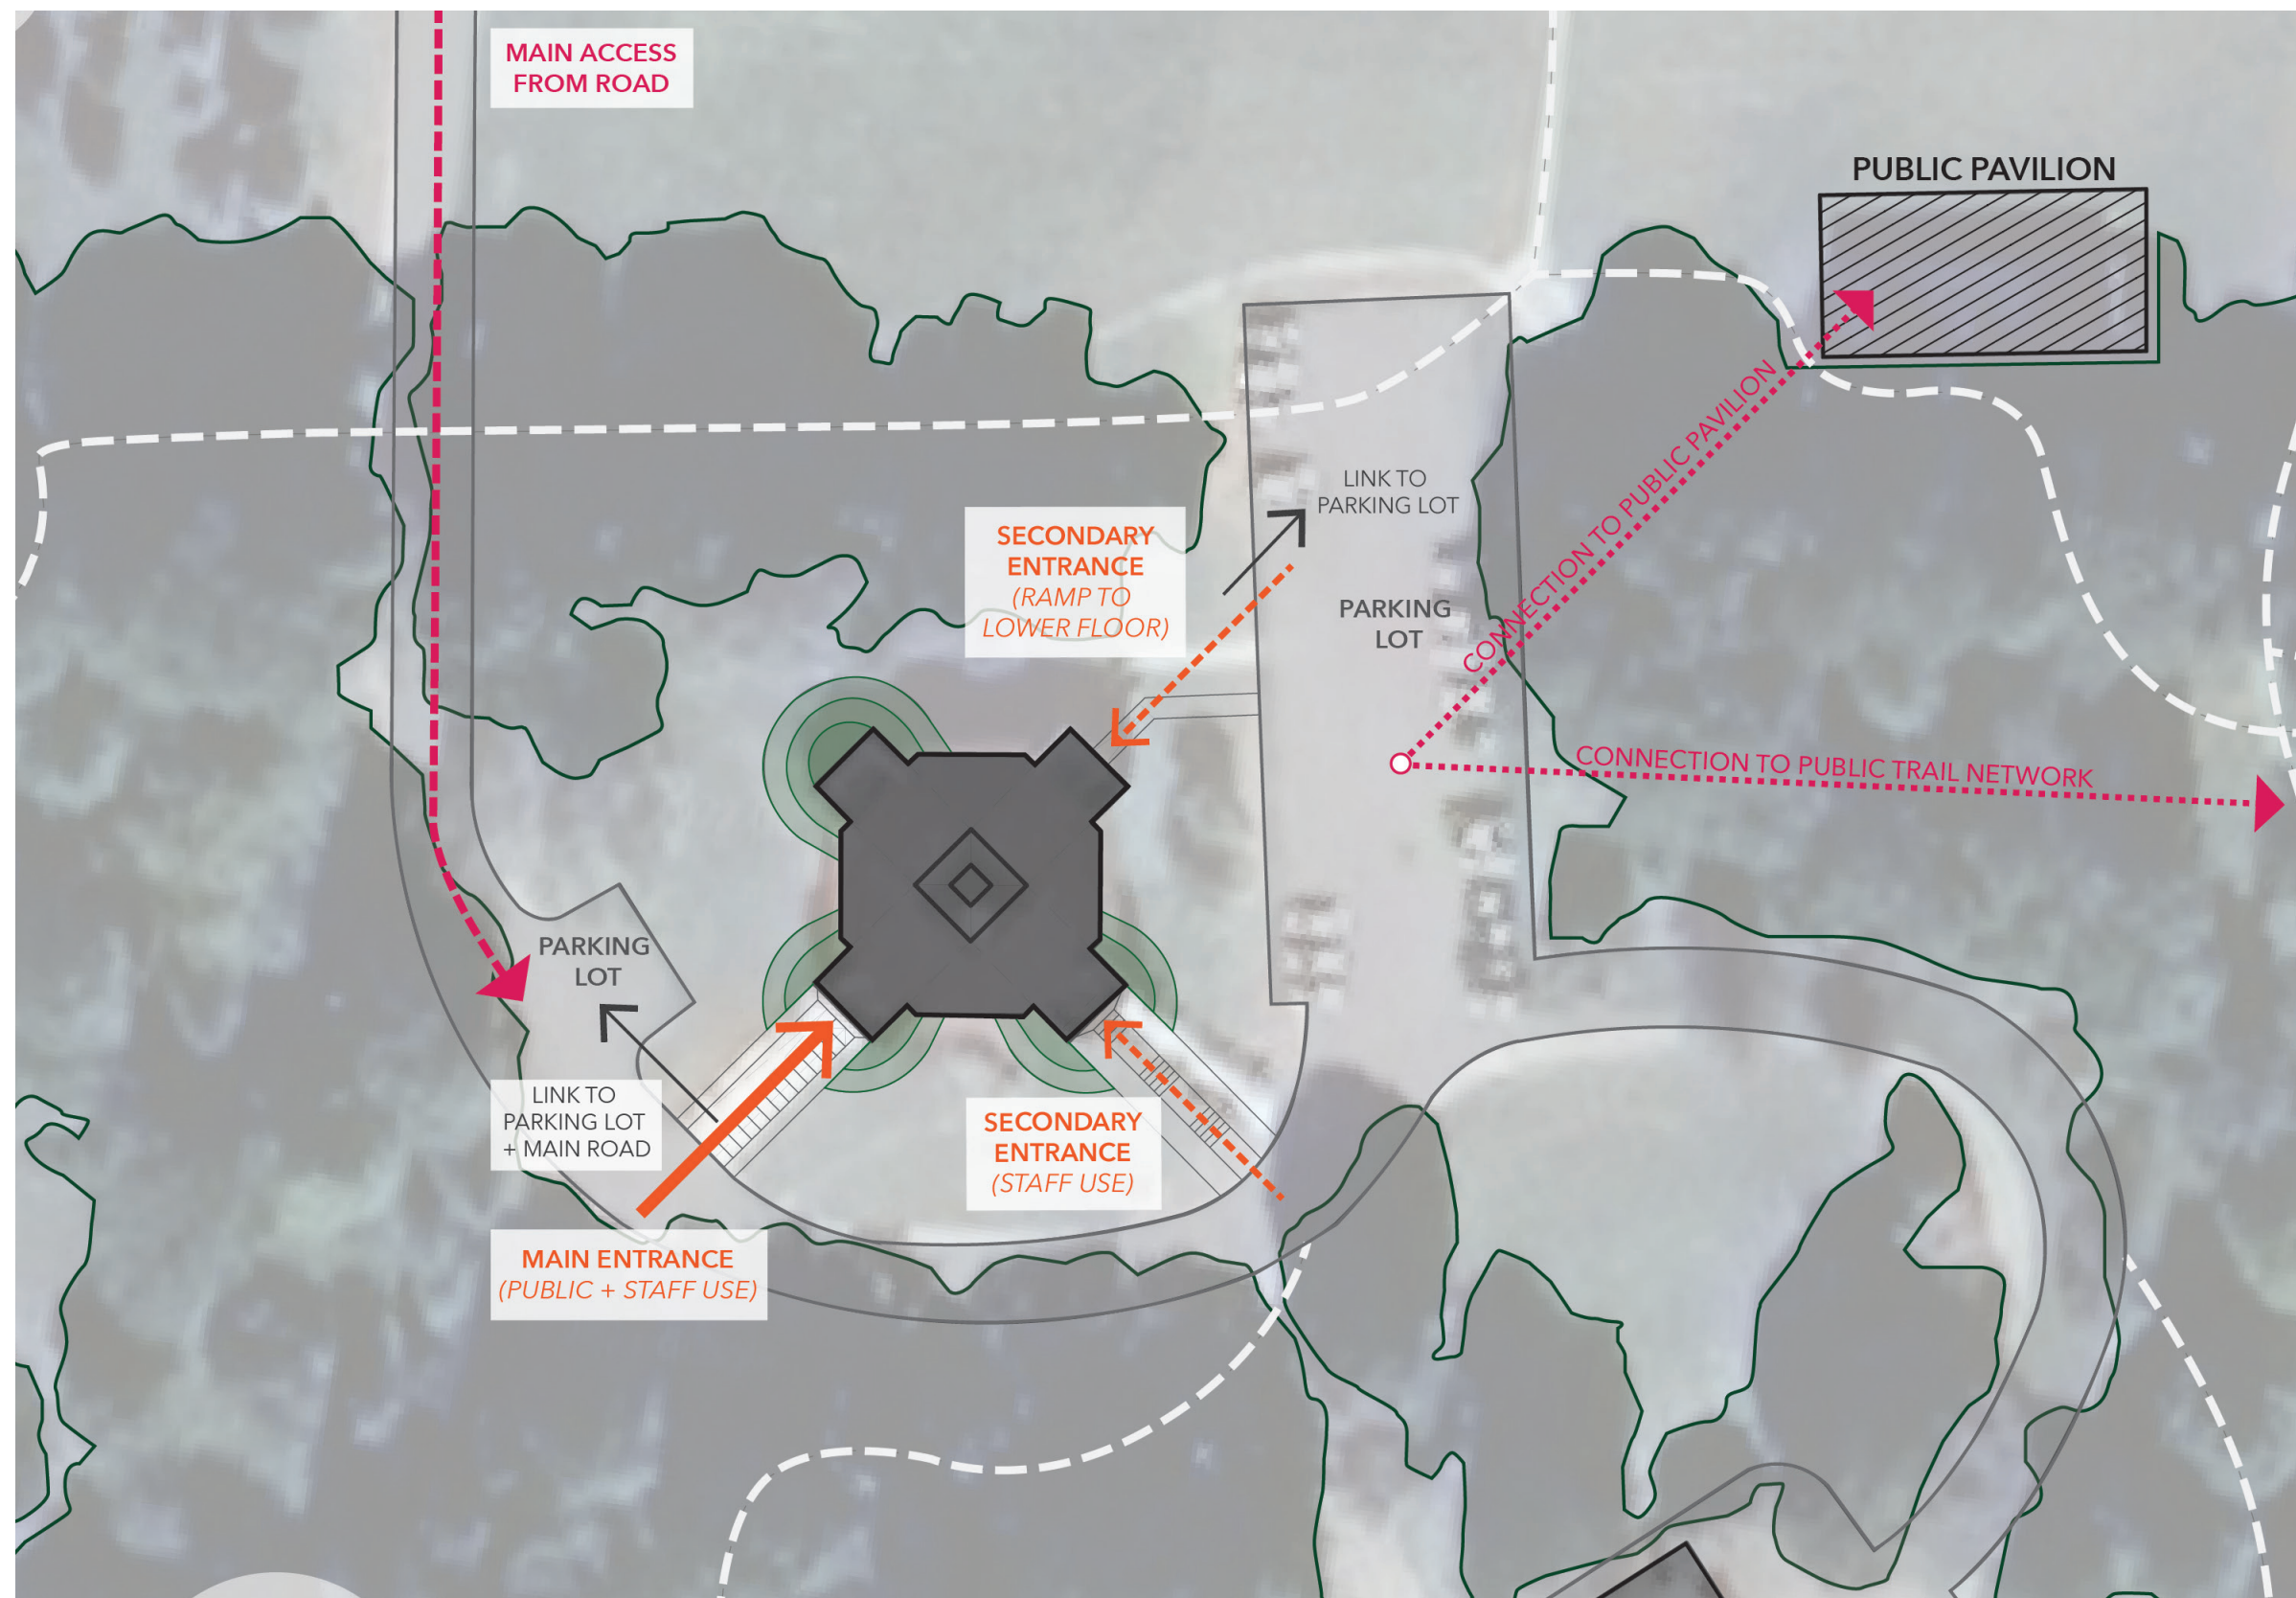 MAIN ACCESS
FROM ROAD
PUBLIC PAVILION
CONNECTION TO PUBLIC PAVILION
LINK TO
PARKING LOT
SECONDARY
ENTRANCE
(RAMP TO
LOWER FLOOR)
PARKING
LOT
CONNECTION TO PUBLIC TRAIL NETWORK
PARKING
LOT
LINK TO
PARKING LOT
+ MAIN ROAD
SECONDARY
ENTRANCE
(STAFF USE)
MAIN ENTRANCE
(PUBLIC + STAFF USE)